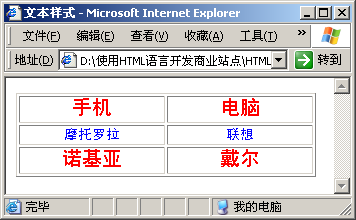 文本样式 - Microsoft Internet Explorer
文件(F) 编辑(E) 查看(V) 收藏(A) 工具(T) »
地址(D) D:\使用HTML语言开发商业站点\HTML 转到
手机 电脑
摩托罗拉 联想
诺基亚 戴尔
完毕 我的电脑